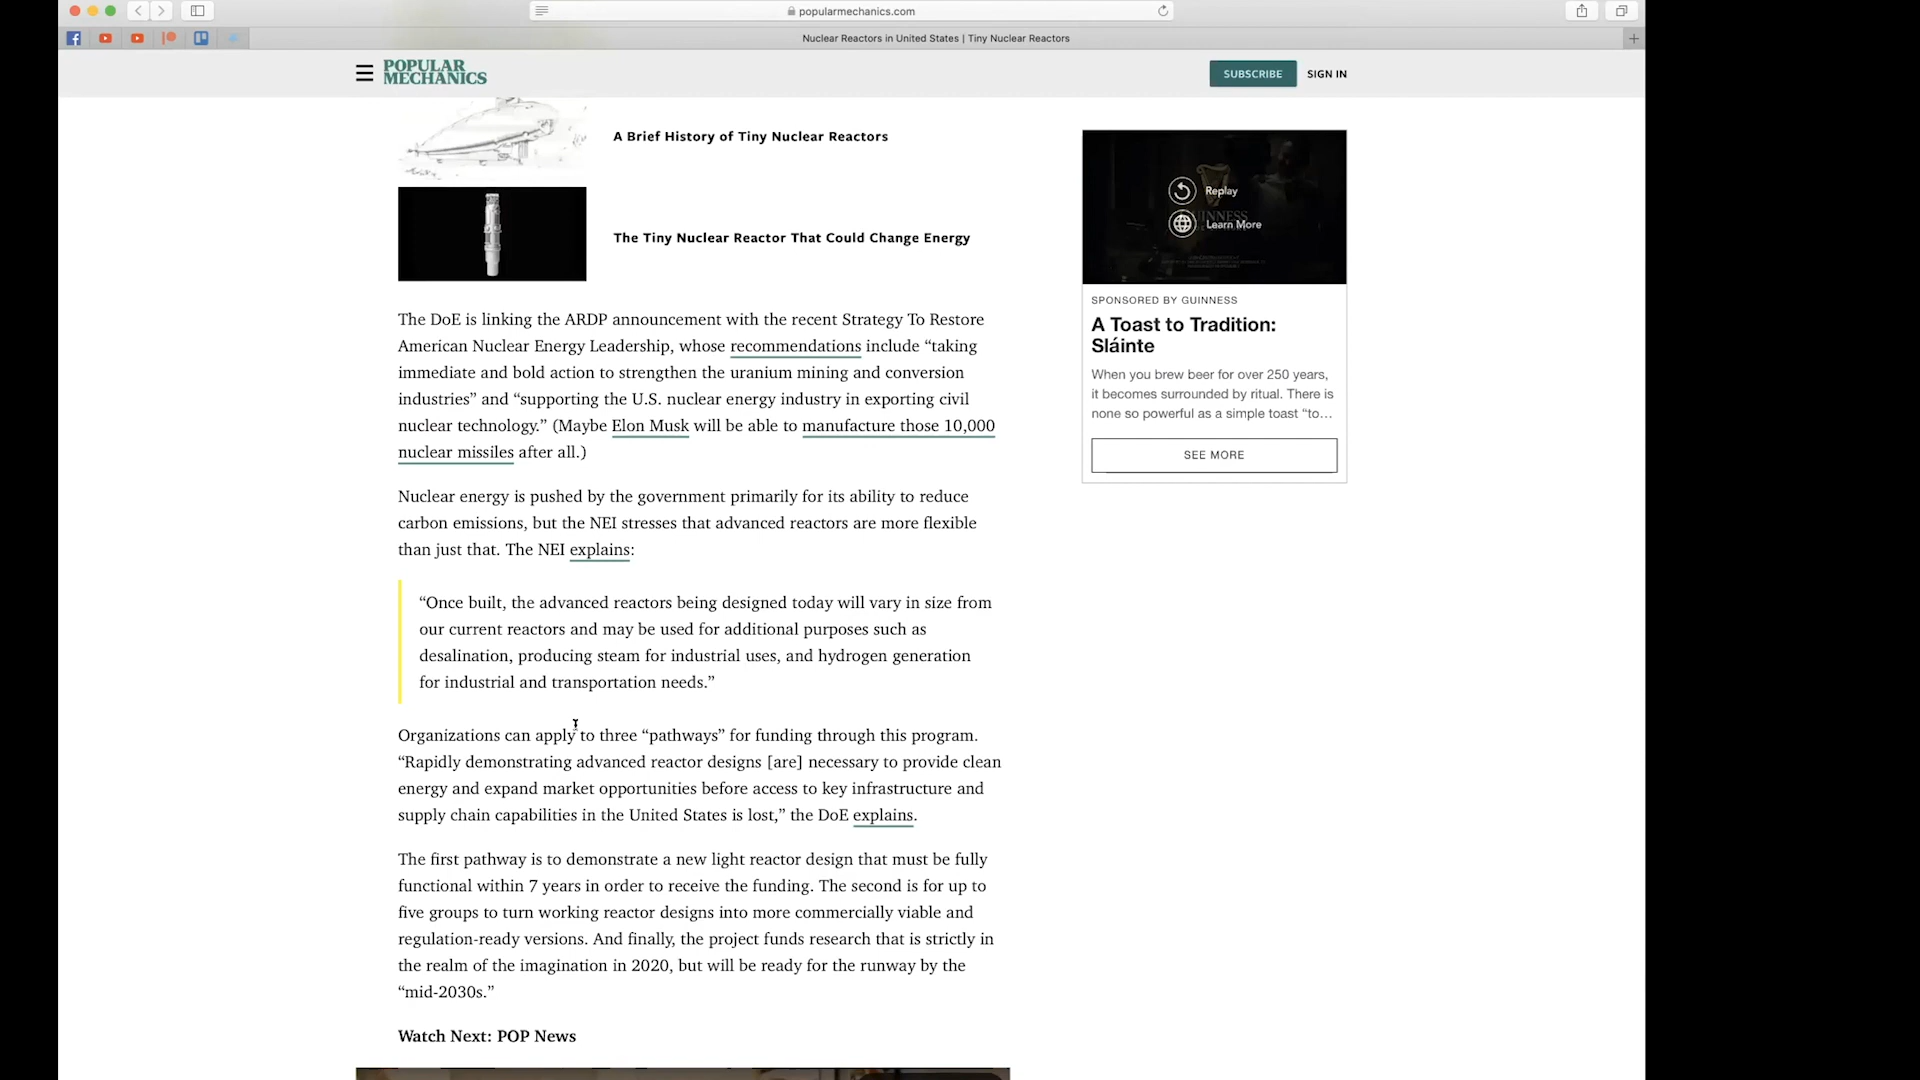 popularmechanics.com
Nuclear Reactors in United States | Tiny Nuclear Reactors
POPULAR
MECHANICS
SUBSCRIBE
SIGN IN
A Brief History of Tiny Nuclear Reactors
The Tiny Nuclear Reactor That Could Change Energy
The DoE is linking the ARDP announcement with the recent Strategy To Restore
American Nuclear Energy Leadership, whose recommendations include “taking
immediate and bold action to strengthen the uranium mining and conversion
industries” and “supporting the U.S. nuclear energy industry in exporting civil
nuclear technology.” (Maybe Elon Musk will be able to manufacture those 10,000
nuclear missiles after all.)
Nuclear energy is pushed by the government primarily for its ability to reduce
carbon emissions, but the NEI stresses that advanced reactors are more flexible
than just that. The NEI explains:
“Once built, the advanced reactors being designed today will vary in size from
our current reactors and may be used for additional purposes such as
desalination, producing steam for industrial uses, and hydrogen generation
for industrial and transportation needs.”
Organizations can apply to three “pathways” for funding through this program.
“Rapidly demonstrating advanced reactor designs [are] necessary to provide clean
energy and expand market opportunities before access to key infrastructure and
supply chain capabilities in the United States is lost,” the DoE explains.
The first pathway is to demonstrate a new light reactor design that must be fully
functional within 7 years in order to receive the funding. The second is for up to
five groups to turn working reactor designs into more commercially viable and
regulation-ready versions. And finally, the project funds research that is strictly in
the realm of the imagination in 2020, but will be ready for the runway by the
“mid-2030s.”
Watch Next: POP News
Replay
GUINNESS
Learn More
SPONSORED BY GUINNESS
A Toast to Tradition:
Sláinte
When you brew beer for over 250 years,
it becomes surrounded by ritual. There is
none so powerful as a simple toast “to...
SEE MORE